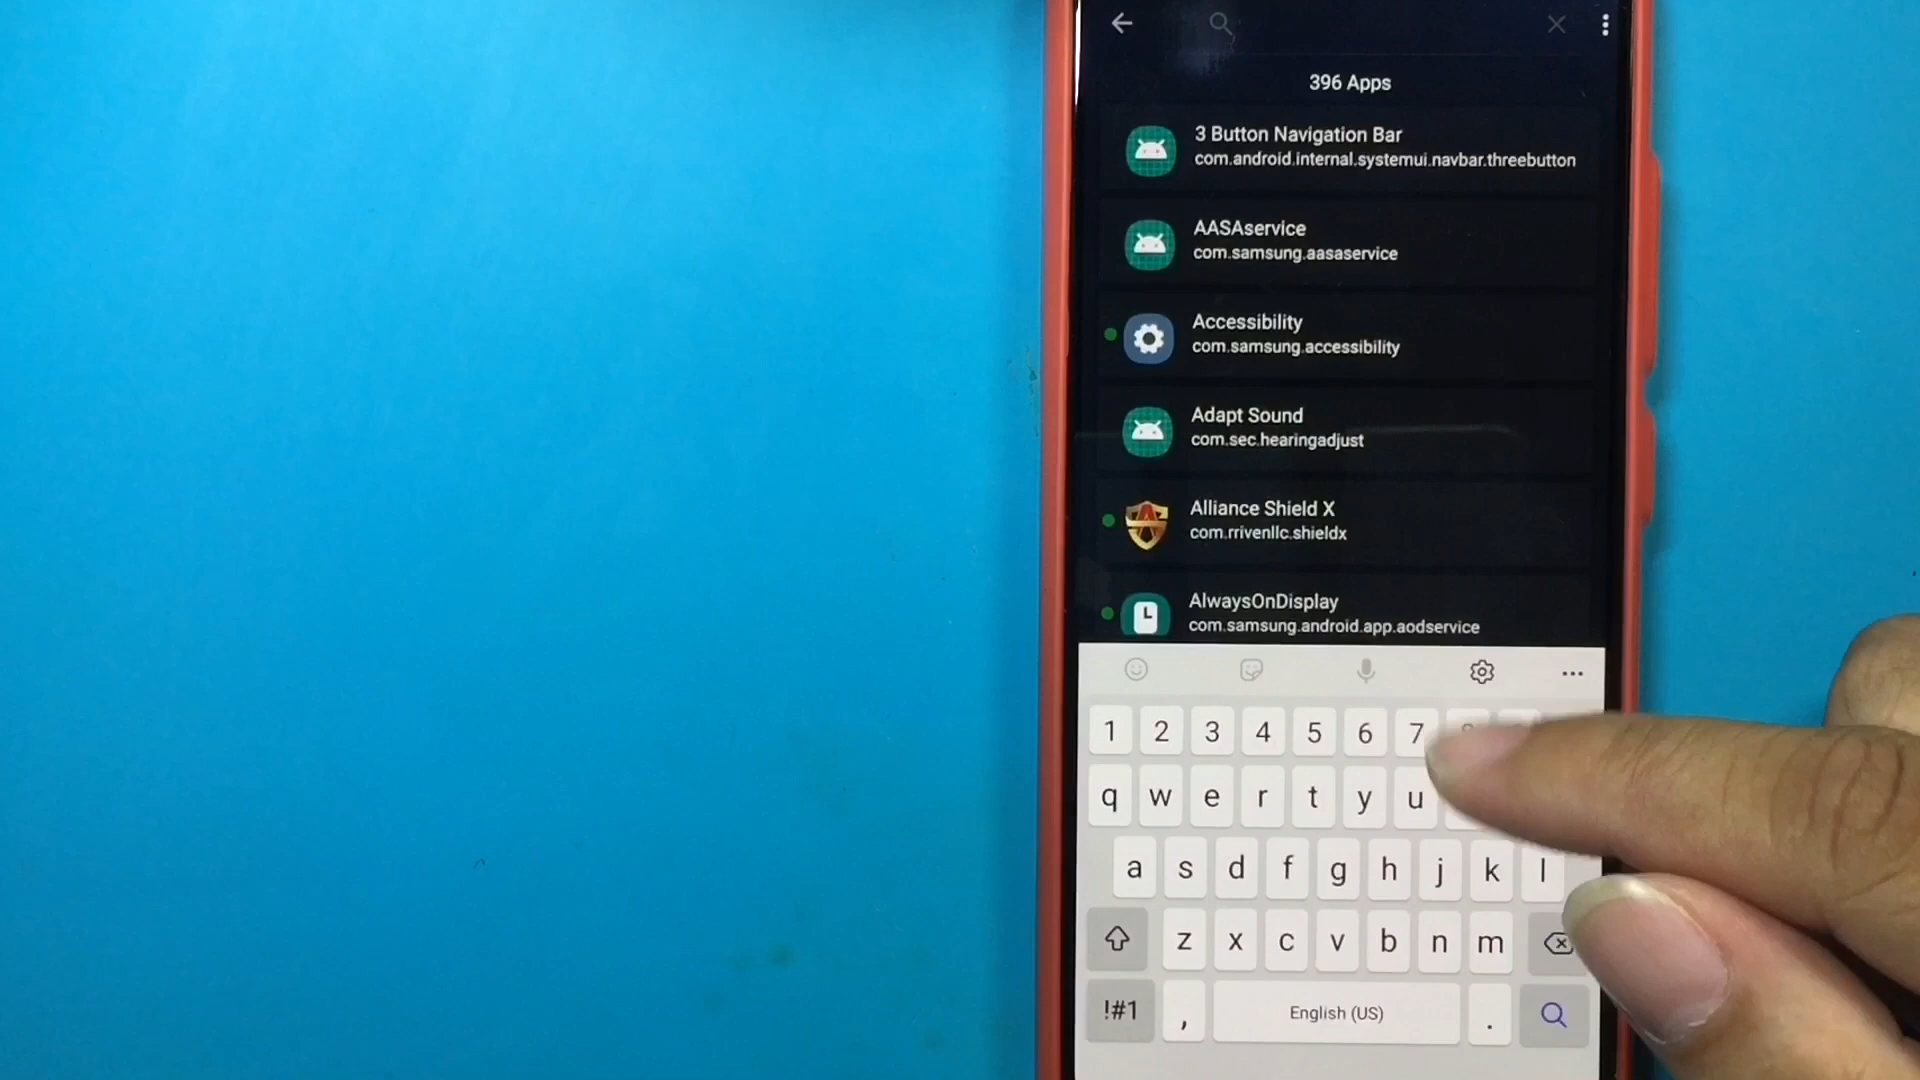 396 Apps
3 Button Navigation Bar
com.android.internal.systemui.navbar.threebutton
AASAservice
com.samsung.aasaservice
Accessibility
com.samsung.accessibility
Adapt Sound
com.sec.hearingadjust
Alliance Shield X
com.rrivenllc.shieldx
AlwaysOnDisplay
com.samsung.android.app.aodservice
1 2 3 4 5 6 7
q w e r t y u
a s d f g h j k l
z x c v b n m
!#1 , English (US) .